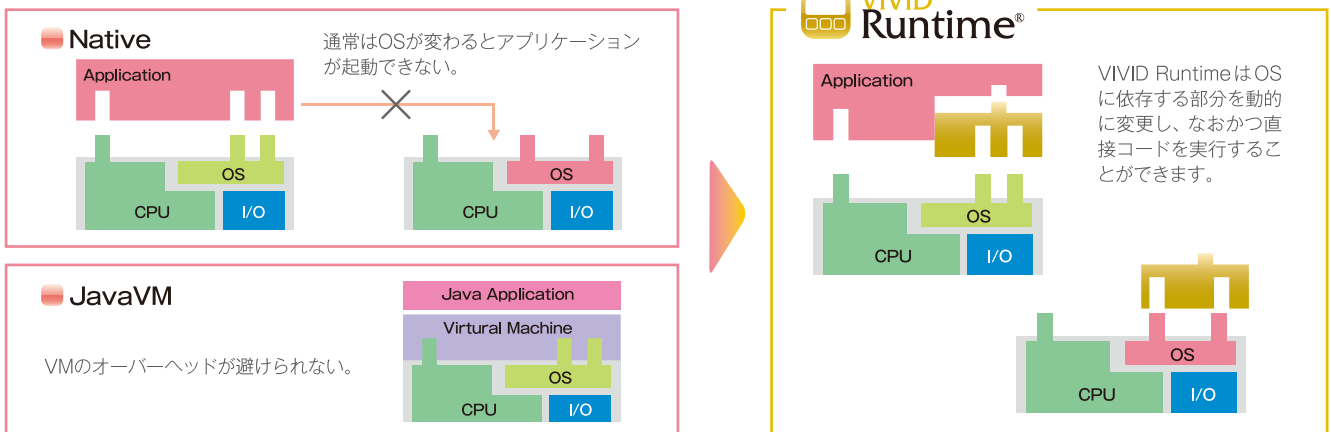 Native
通常はOSが変わるとアプリケーション
が起動できない。
Application
OS
CPU
I/O
OS
CPU
I/O
JavaVM
VMのオーバーヘッドが避けられない。
Java Application
Virtural Machine
OS
CPU
I/O
VIVID
Runtime®
Application
VIVID RuntimeはOS
に依存する部分を動的
に変更し、なおかつ直
接コードを実行するこ
とができます。
OS
CPU
I/O
OS
CPU
I/O